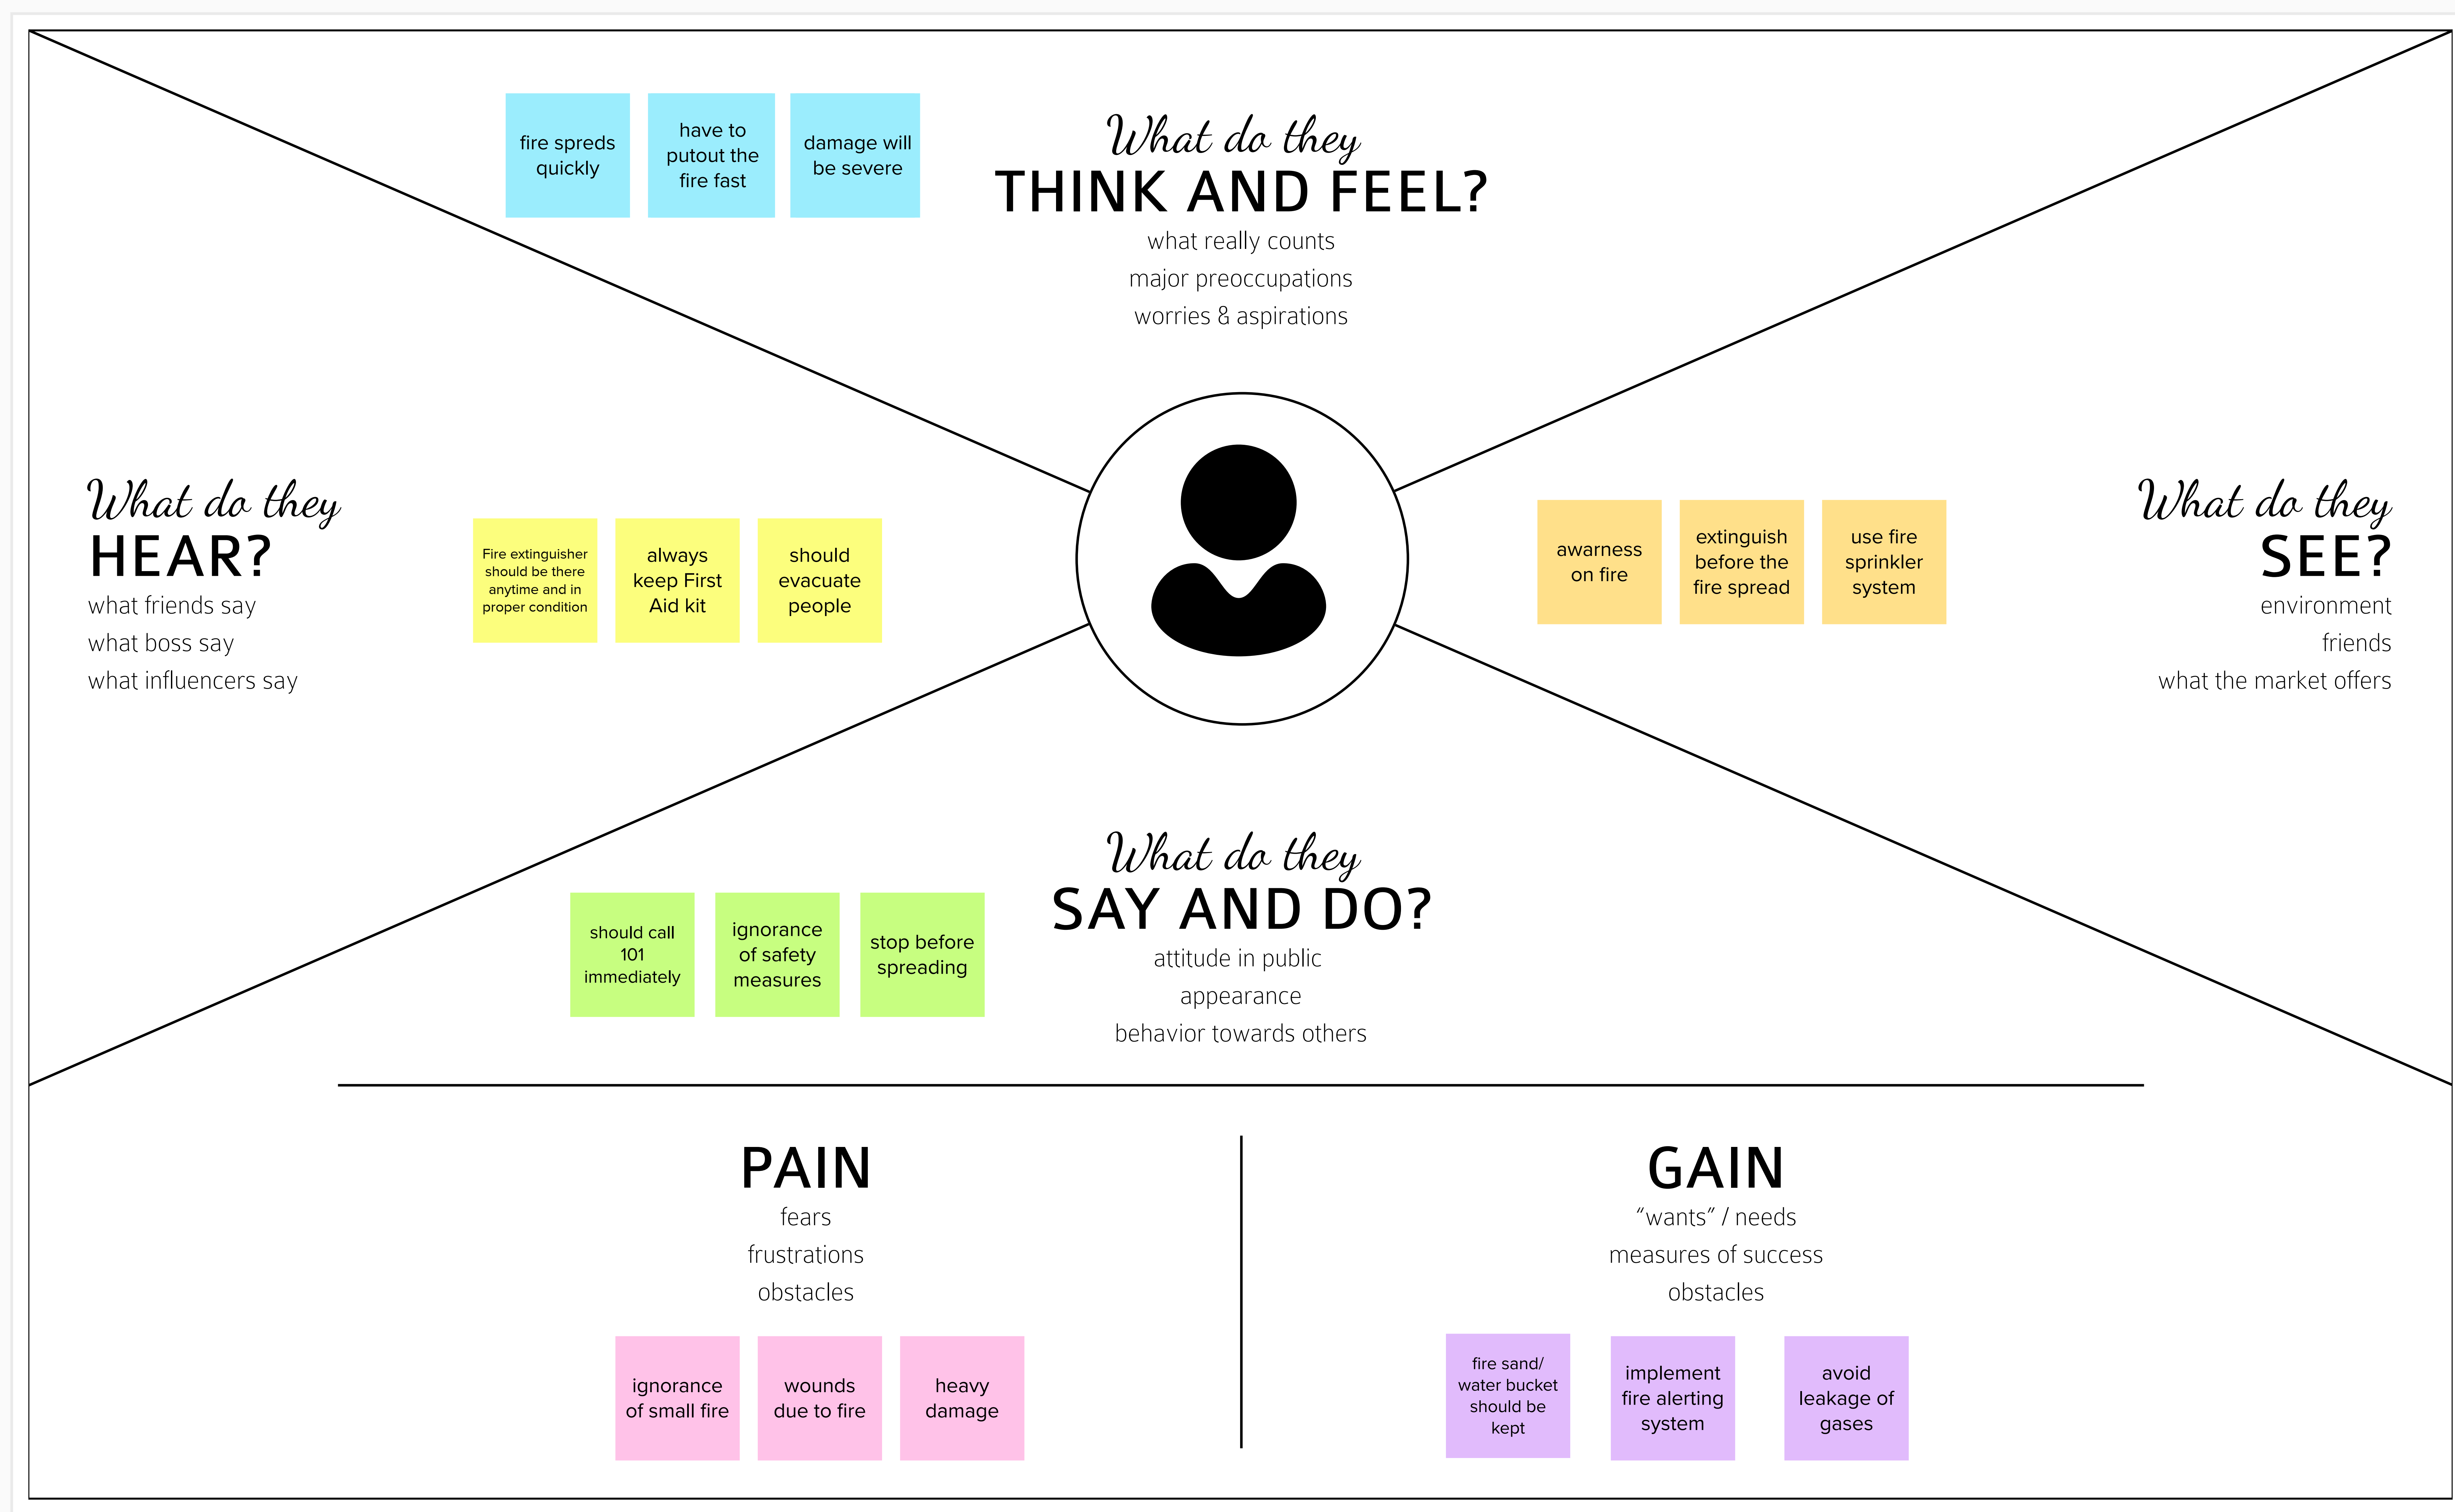 fire spreds
quickly
have to
putout the
fire fast
damage will
be severe
What do they
THINK AND FEEL?
what really counts
major preoccupations
worries & aspirations
What do they
HEAR?
what friends say
what boss say
what influencers say
Fire extinguisher
should be there
anytime and in
proper condition
always
keep First
Aid kit
should
evacuate
people
awarness
on fire
extinguish
before the
fire spread
use fire
sprinkler
system
What do they
SEE?
environment
friends
what the market offers
should call
101
immediately
ignorance
of safety
measures
stop before
spreading
What do they
SAY AND DO?
attitude in public
appearance
behavior towards others
PAIN
fears
frustrations
obstacles
ignorance
of small fire
wounds
due to fire
heavy
damage
GAIN
“wants” / needs
measures of success
obstacles
fire sand/
water bucket
should be
kept
implement
fire alerting
system
avoid
leakage of
gases